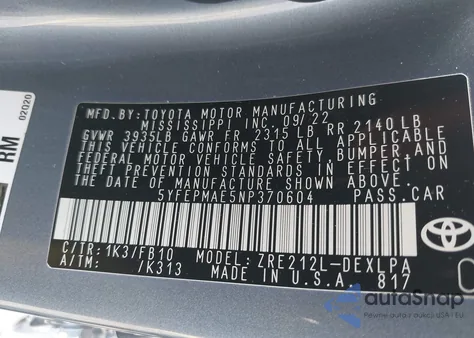 02020
RM
MFD. BY: TOYOTA MOTOR MANUFACTURING
MISSISSIPPI INC. 09/22
GVWR 3935LB GAWR FR 2315 LB RR 2140 LB
THIS VEHICLE CONFORMS TO ALL APPLICABLE
FEDERAL MOTOR VEHICLE SAFETY, BUMPER AND
THEFT PREVENTION STANDARDS IN EFFECT ON
THE DATE OF MANUFACTURE SHOWN ABOVE.
5YFEPMAE5NP370604 PASS. CAR
C/TR: 1K3/FB10 MODEL: ZRE212L-DEXLPA
A/TM: /K313 MADE IN U.S.A. 817
TOYOTA
autoSnap